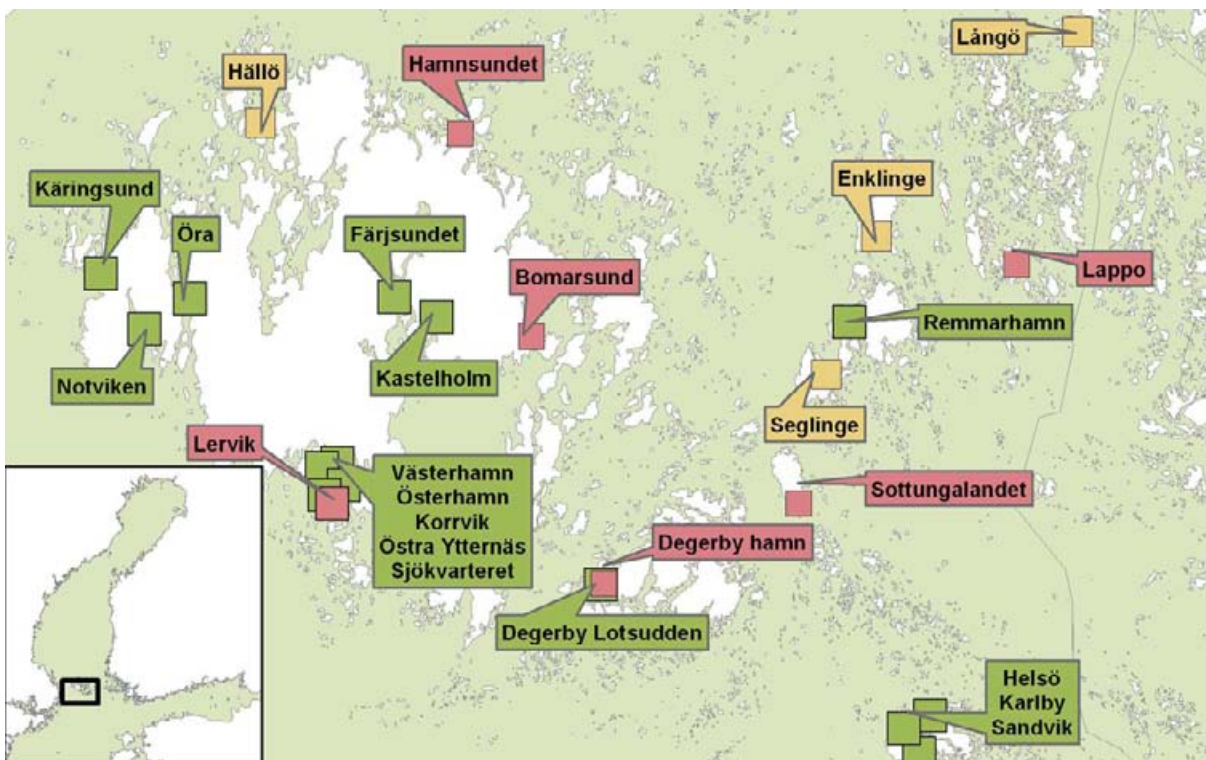 Långö
Hamnsundet
Hällö
Enklinge
Käringsund
Öra
Färjsundet
Lappo
Bomarsund
Remmarhamn
Notviken
Kastelholm
Seglinge
Lervik
Västerhamn
Österhamn
Korrvik
Östra Ytternäs
Sjökvarteret
Sottungalandet
Degerby hamn
Degerby Lotsudden
Helsö
Karlby
Sandvik